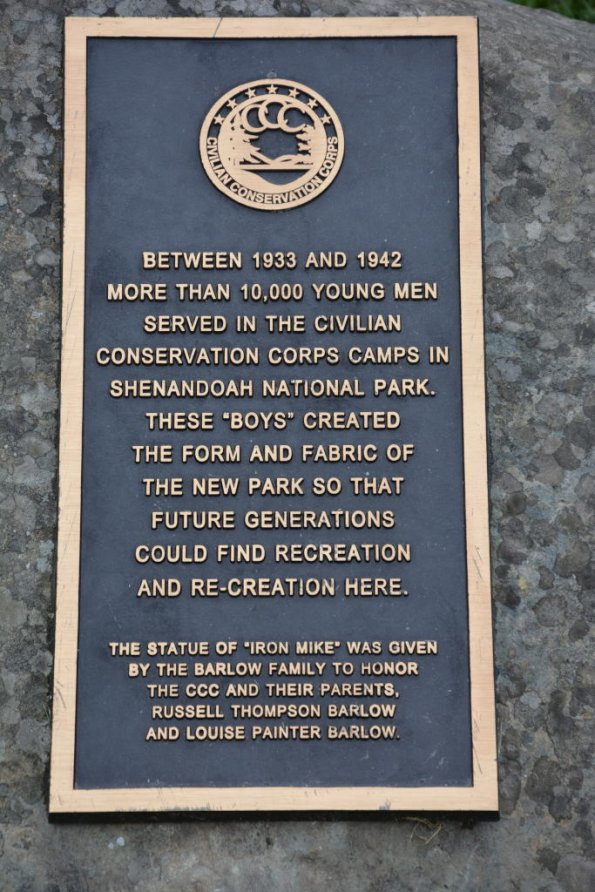 CCC
CIVILIAN CONSERVATION CORPS
BETWEEN 1933 AND 1942
MORE THAN 10,000 YOUNG MEN
SERVED IN THE CIVILIAN
CONSERVATION CORPS CAMPS IN
SHENANDOAH NATIONAL PARK.
THESE "BOYS" CREATED
THE FORM AND FABRIC OF
THE NEW PARK SO THAT
FUTURE GENERATIONS
COULD FIND RECREATION
AND RE-CREATION HERE.
THE STATUE OF "IRON MIKE" WAS GIVEN
BY THE BARLOW FAMILY TO HONOR
THE CCC AND THEIR PARENTS,
RUSSELL THOMPSON BARLOW
AND LOUISE PAINTER BARLOW.